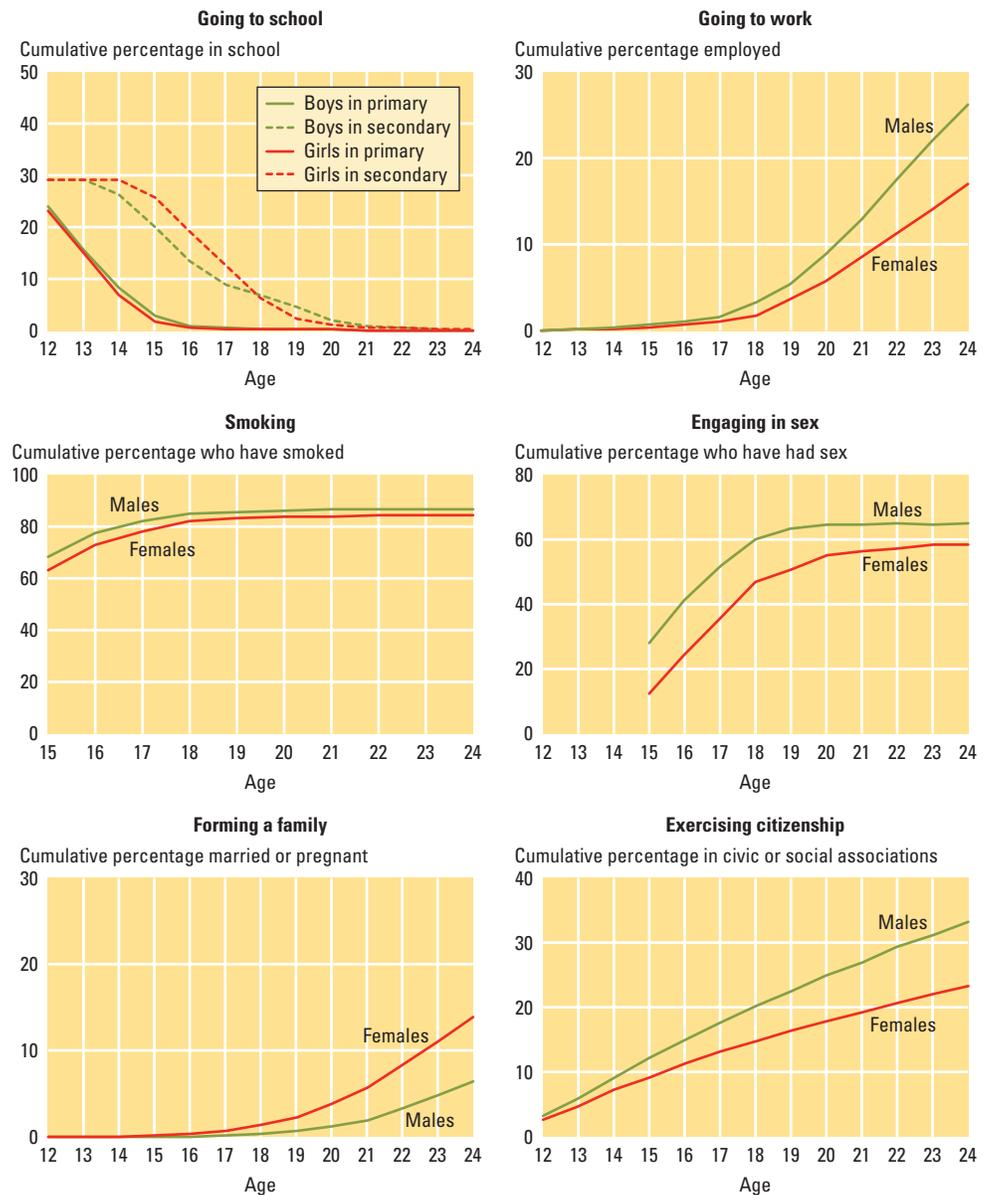 Going to school
Cumulative percentage in school
50
40
30
20
10
0
Boys in primary
Boys in secondary
Girls in primary
Girls in secondary
12 13 14 15 16 17 18 19 20 21 22 23 24
Age
Going to work
Cumulative percentage employed
30
20
10
0
Males
Females
12 13 14 15 16 17 18 19 20 21 22 23 24
Age
Smoking
Cumulative percentage who have smoked
100
80
60
40
20
0
Males
Females
15 16 17 18 19 20 21 22 23 24
Age
Engaging in sex
Cumulative percentage who have had sex
80
60
40
20
0
Males
Females
12 13 14 15 16 17 18 19 20 21 22 23 24
Age
Forming a family
Cumulative percentage married or pregnant
30
20
10
0
Females
Males
12 13 14 15 16 17 18 19 20 21 22 23 24
Age
Exercising citizenship
Cumulative percentage in civic or social associations
40
30
20
10
0
Males
Females
12 13 14 15 16 17 18 19 20 21 22 23 24
Age